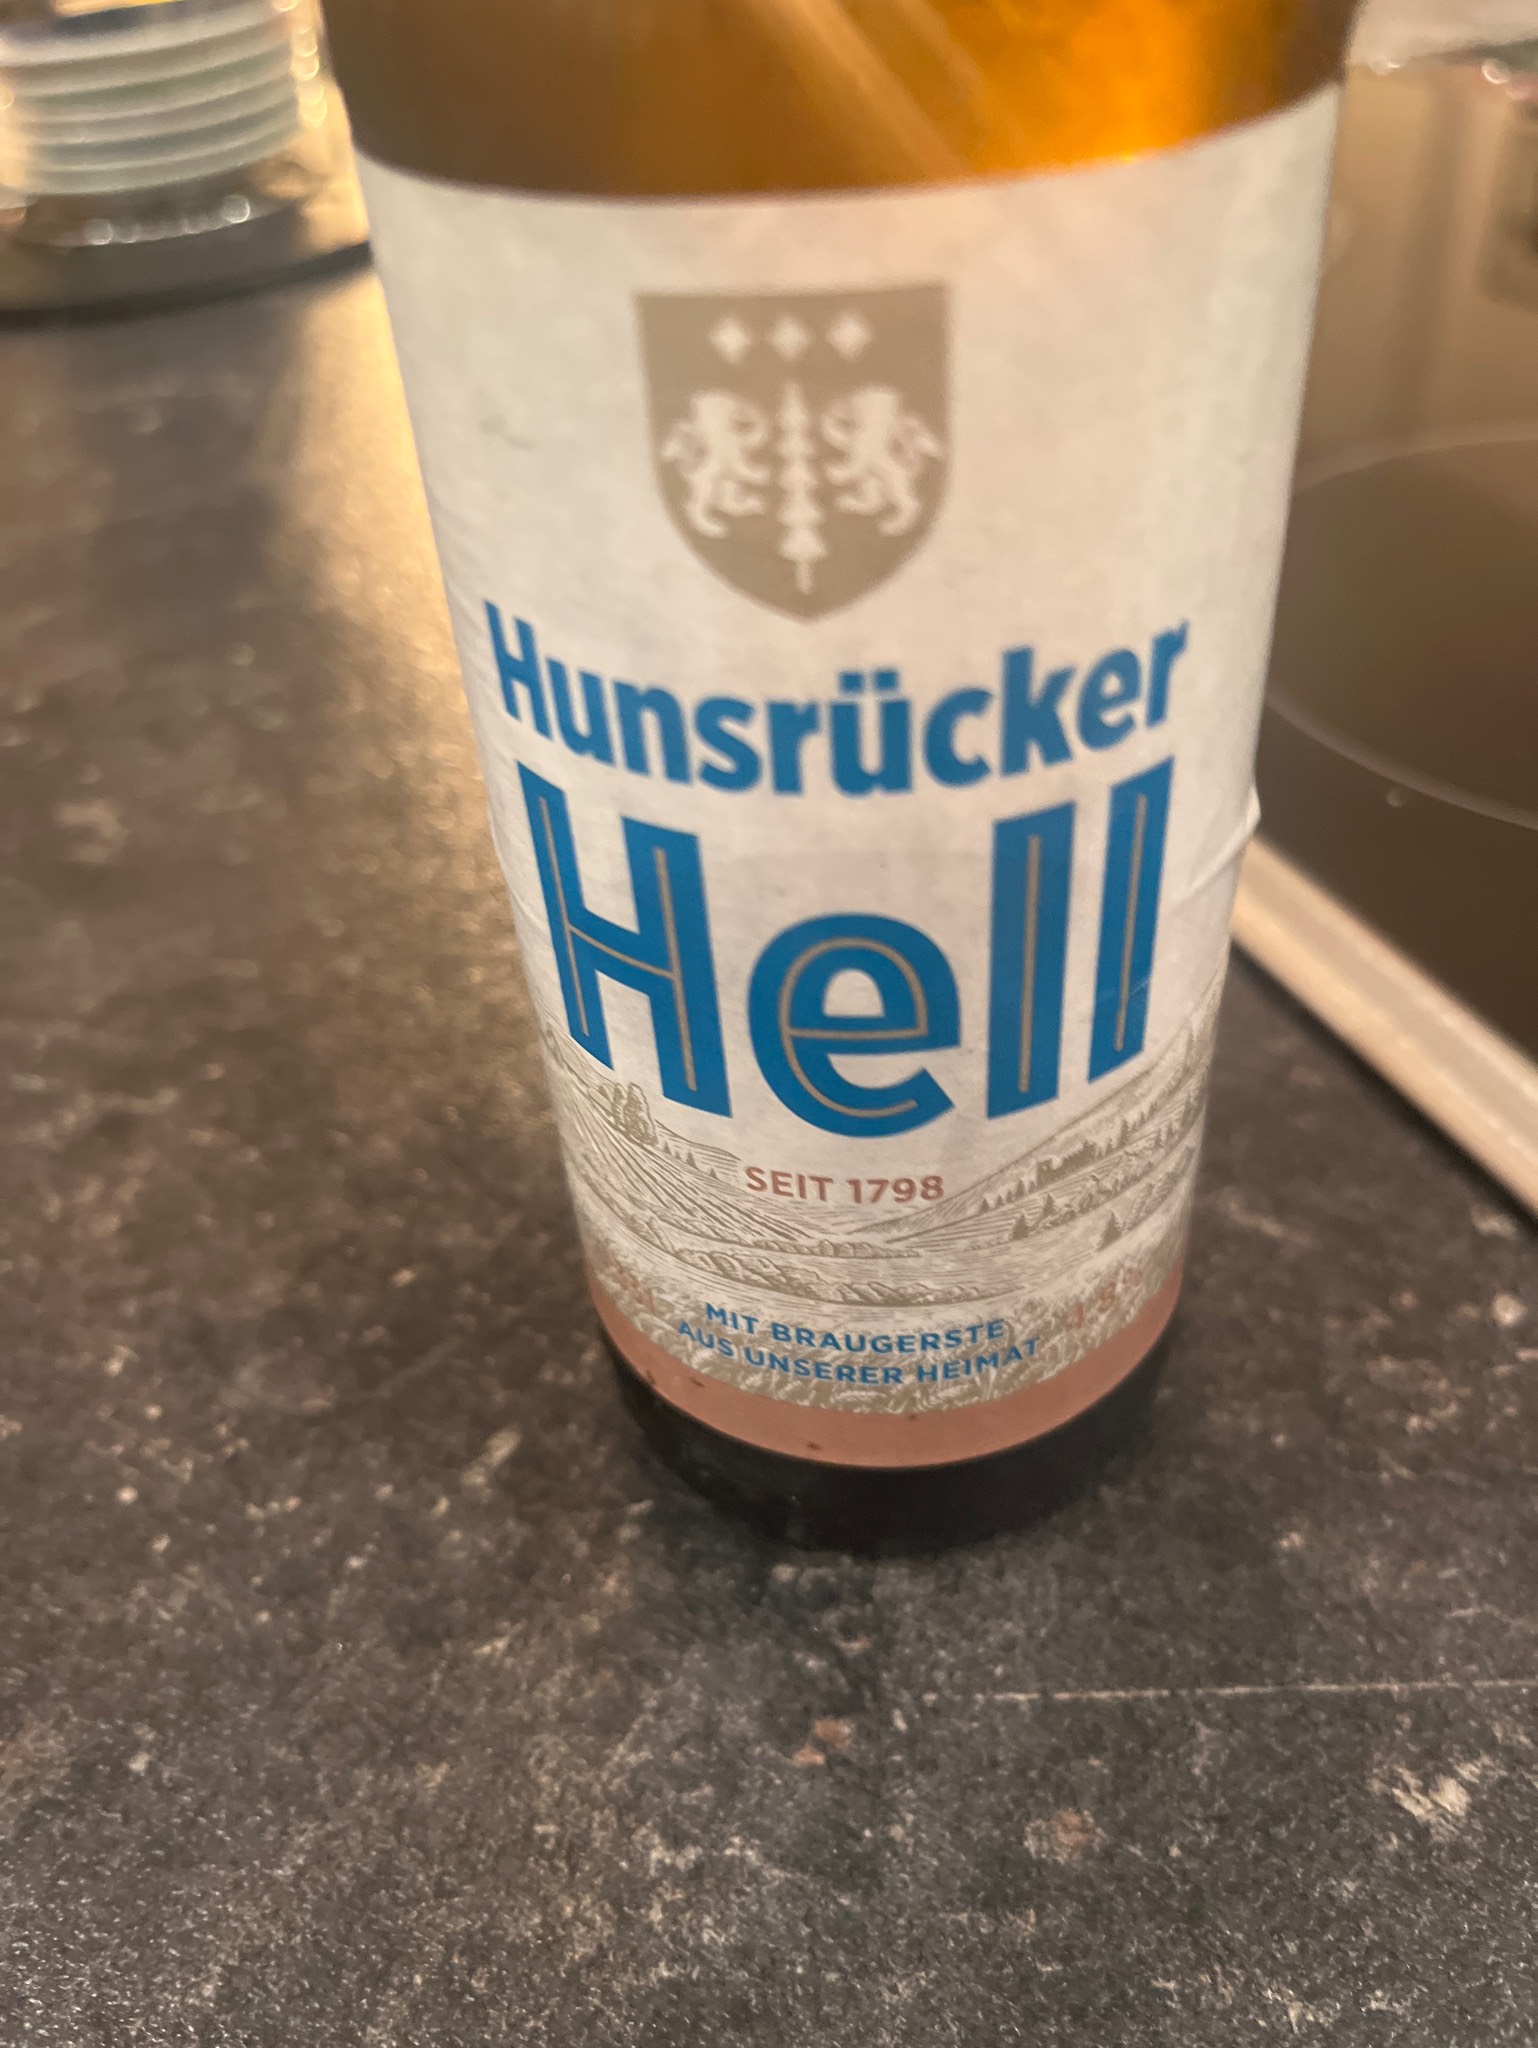 Hunsrücker
Hell
SEIT 1798
MIT BRAUGERSTE
AUS UNSERER HEIMAT